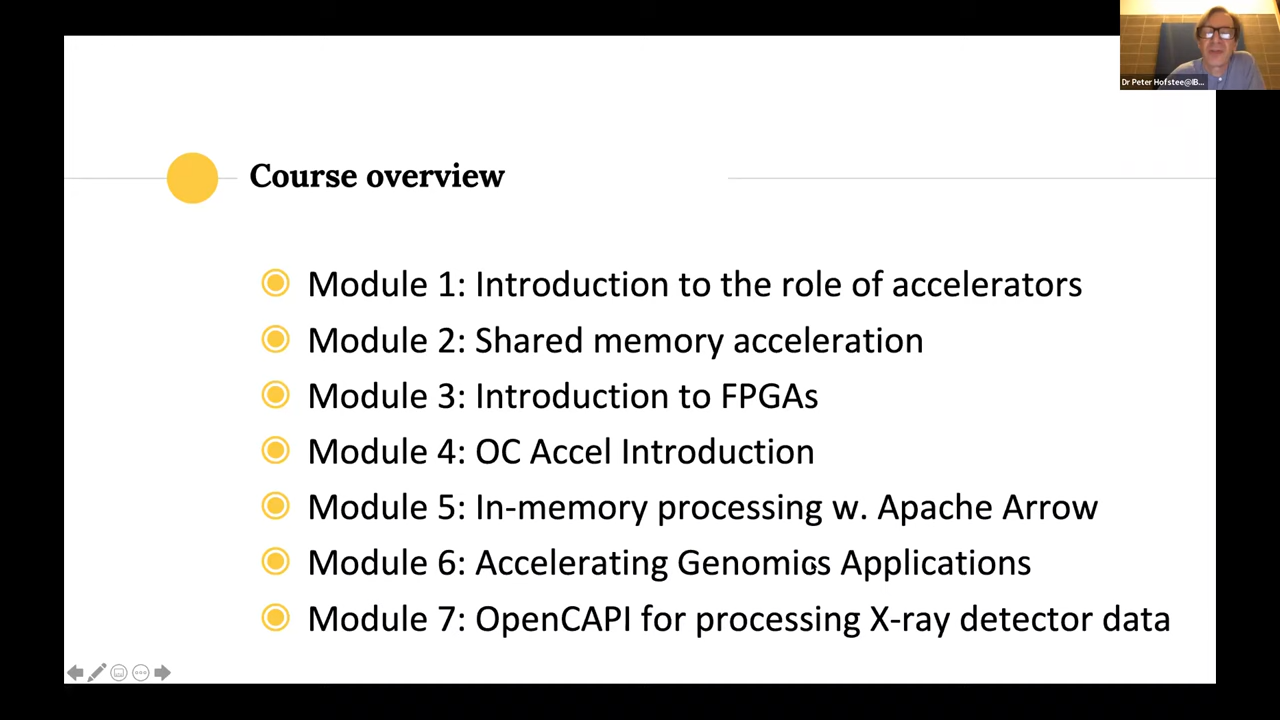 Dr Peter Hofstee@IB...
Course overview
Module 1: Introduction to the role of accelerators
Module 2: Shared memory acceleration
Module 3: Introduction to FPGAs
Module 4: OC Accel Introduction
Module 5: In-memory processing w. Apache Arrow
Module 6: Accelerating Genomics Applications
Module 7: OpenCAPI for processing X-ray detector data